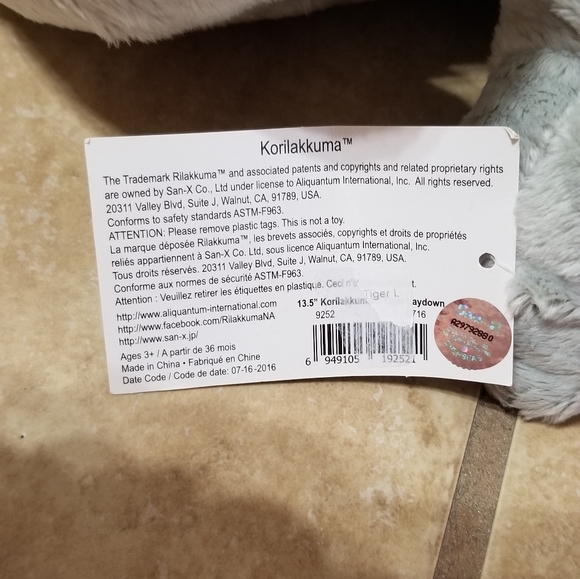 Korilakkuma™
The Trademark Rilakkuma™ and associated patents and copyrights and related proprietary rights
are owned by San-X Co., Ltd under license to Aliquantum International, Inc. All rights reserved.
20311 Valley Blvd, Suite J, Walnut, CA, 91789, USA.
Conforms to safety standards ASTM-F963.
ATTENTION: Please remove plastic tags. This is not a toy.
La marque déposée Rilakkuma™, les brevets associés, copyrights et droits de propriétés
reliés appartiennent à San-X Co. Ltd, sous licence Aliquantum International, Inc.
Tous droits réservés. 20311 Valley Blvd, Suite J, Walnut, CA, 91789, USA.
Conforme aux normes de sécurité ASTM-F963.
Attention : Veuillez retirer les étiquettes en plastique. Ceci
http://www.aliquantum-international.com
http://www.facebook.com/RilakkumaNA
http://www.san-x.jp/
Ages 3+ / A partir de 36 mois
Made in China • Fabriqué en Chine
Date Code / Code de date: 07-16-2016
13.5" Korilakkum aydown
Tiger L
9252 716
6 949105 192521